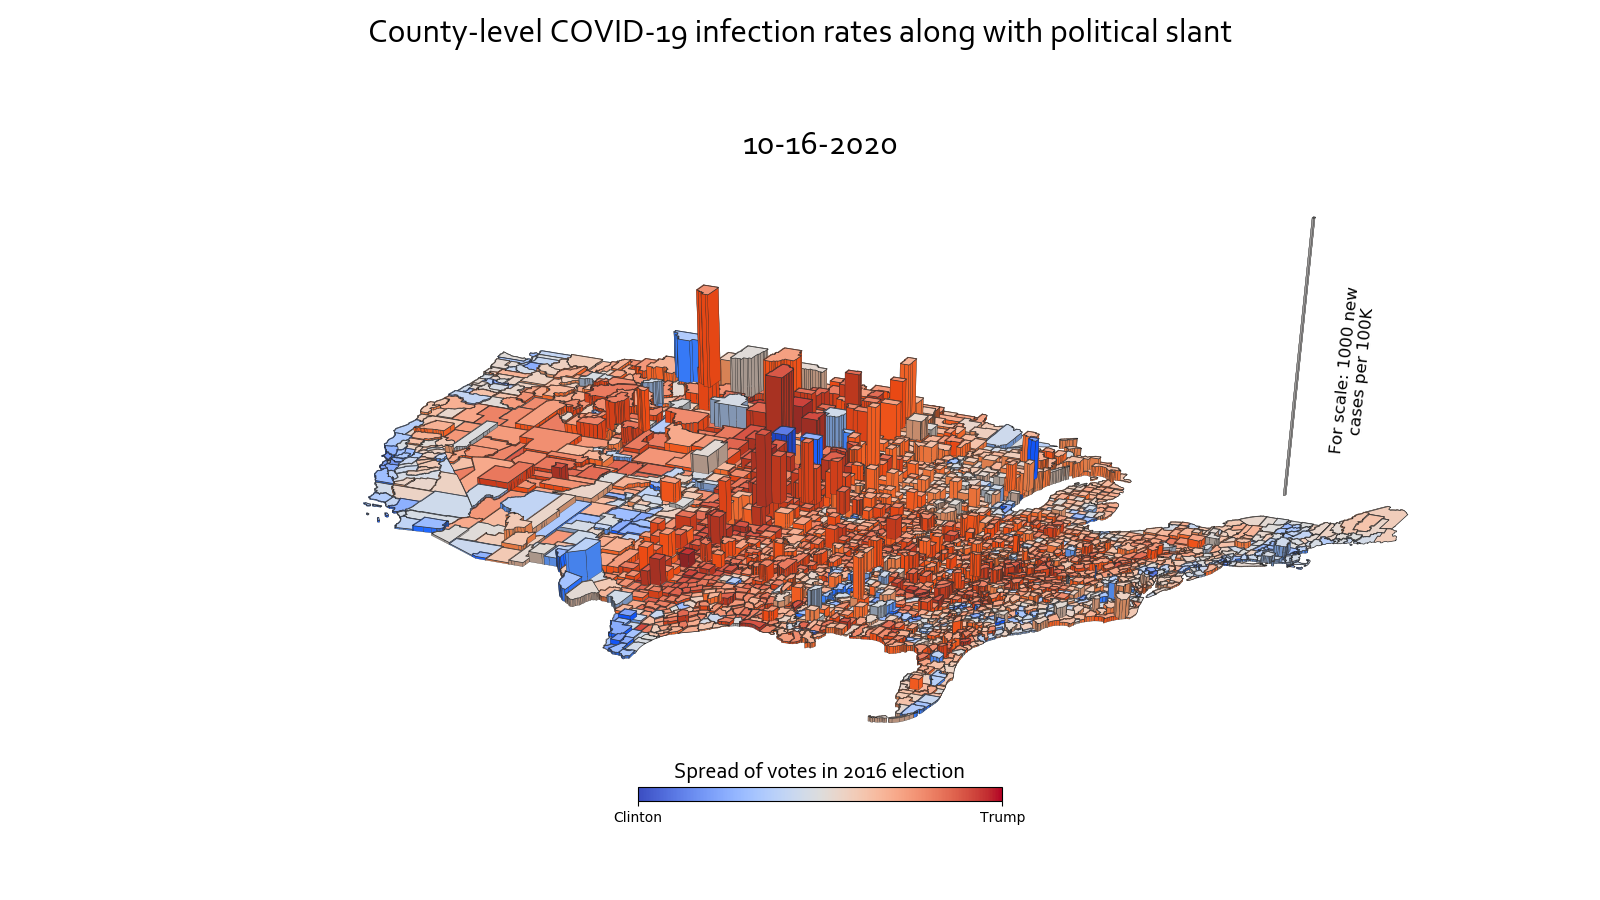 County-level COVID-19 infection rates along with political slant
10-16-2020
For scale: 1000 new
cases per 100K
Spread of votes in 2016 election
Clinton
Trump